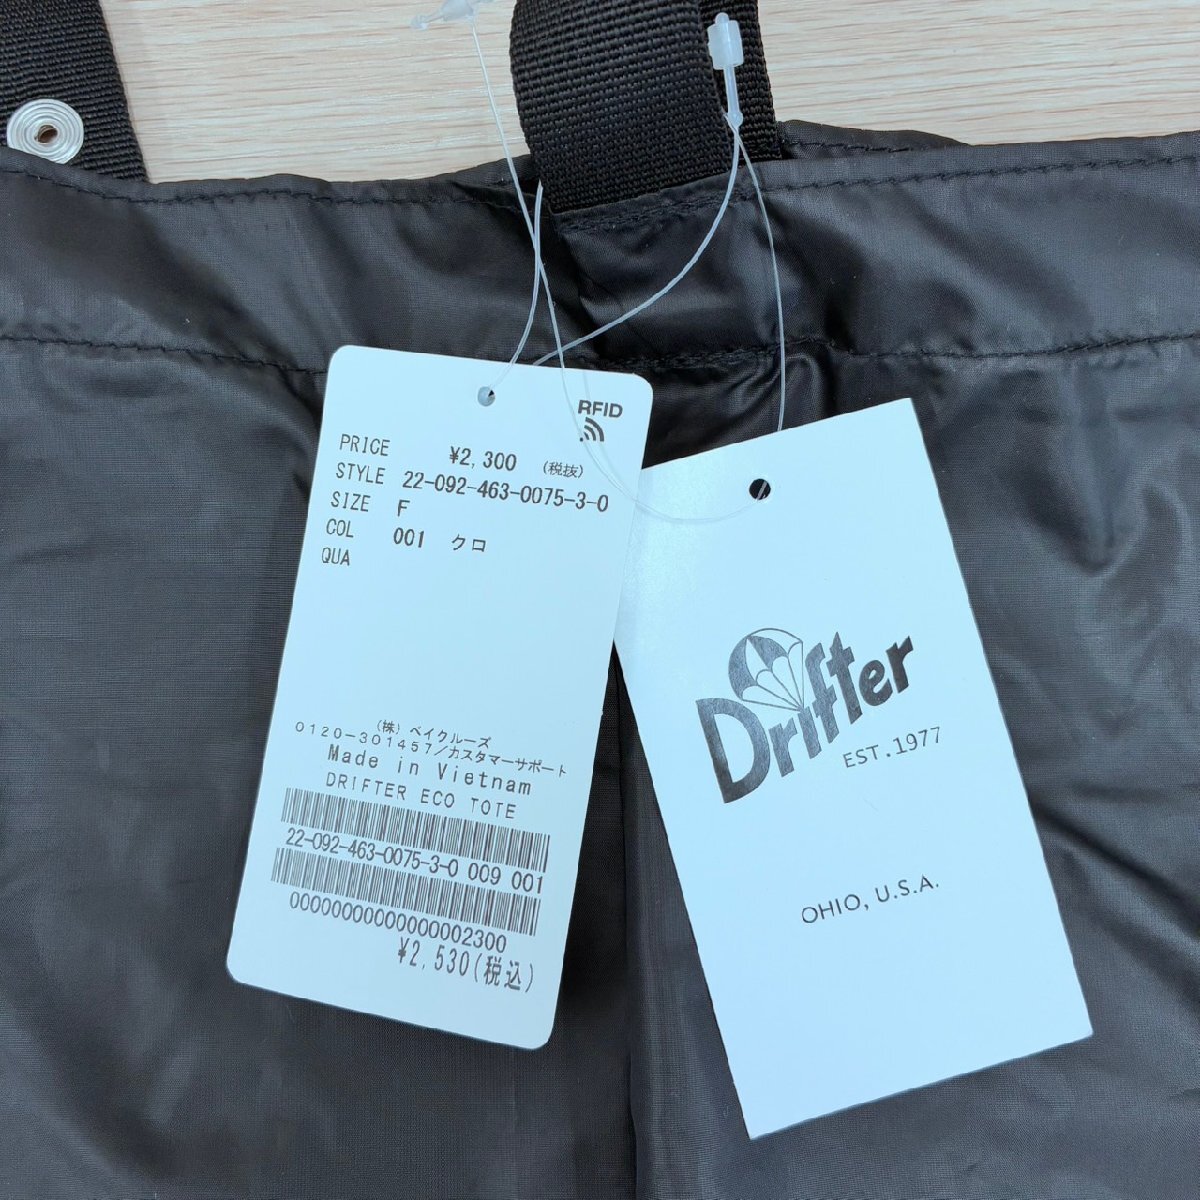 RFID
PRICE ¥2,300 (税抜)
STYLE 22-092-463-0075-3-0
SIZE F
COL 001 クロ
QUA
(株)ベイクルーズ
0120-301457/カスタマーサポート
Made in Vietnam
DRIFTER ECO TOTE
22-092-463-0075-3-0 009 001
0000000000000002300
¥2,530(税込)
Drifter
EST.1977
OHIO, U.S.A.